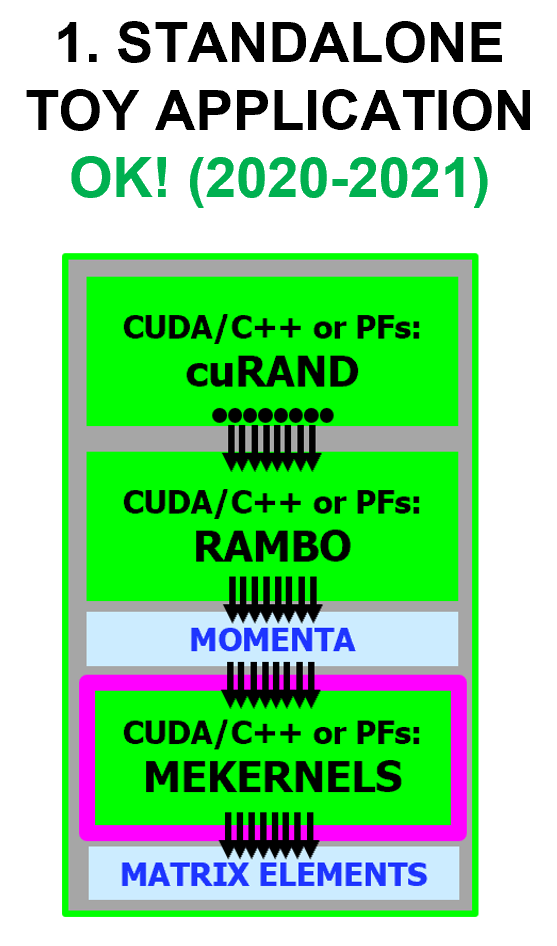 1. STANDALONE
TOY APPLICATION
OK! (2020-2021)
CUDA/C++ or PFs:
cuRAND
CUDA/C++ or PFs:
RAMBO
MOMENTA
CUDA/C++ or PFs:
MEKERNELS
MATRIX ELEMENTS